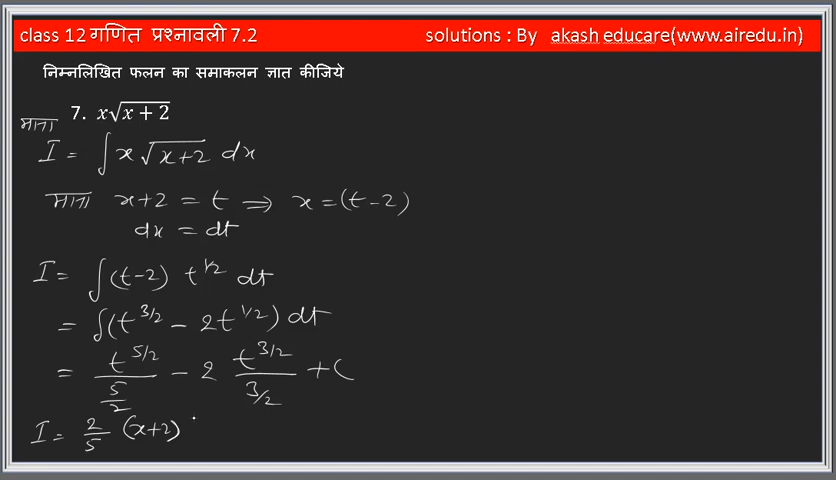 class 12 गणित प्रश्नावली 7.2 solutions : By akash educare(www.airedu.in)
निम्नलिखित फलन का समाकलन ज्ञात कीजिये
7. x√(x + 2)
माना
I = ∫ x √(x+2) dx
माना x+2 = t ⇒ x = (t-2)
dx = dt
I = ∫(t-2) t^1/2 dt
= ∫(t^3/2 - 2t^1/2) dt
= t^5/2 / (5/2) - 2 t^3/2 / (3/2) + C
I = 2/5 (x+2)